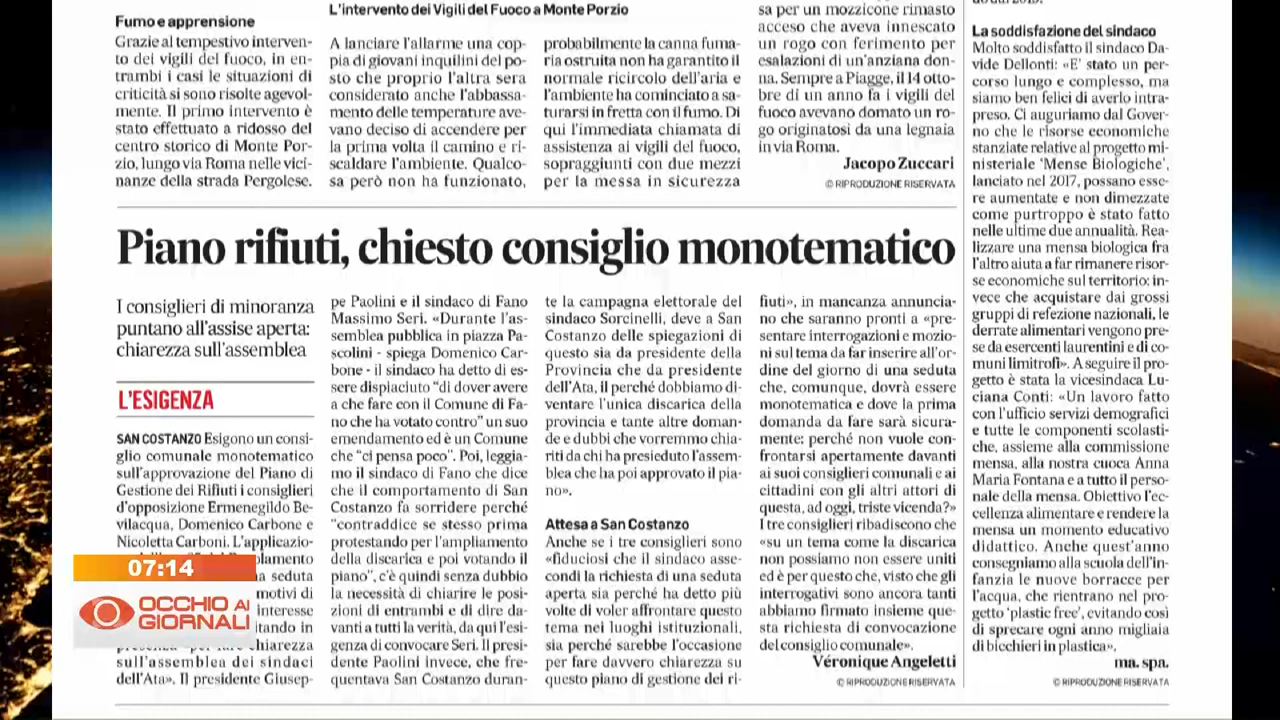 Fumo e apprensione
Grazie al tempestivo interven-
to dei vigili del fuoco, in en-
trambi i casi le situazioni di
criticità si sono risolte agevol-
mente. Il primo intervento è
stato effettuato a ridosso del
centro storico di Monte Por-
zio, lungo via Roma nelle vici-
nanze della strada Pergolese.
L'intervento dei Vigili del Fuoco a Monte Porzio
A lanciare l'allarme una cop-
pia di giovani inquilini del po-
sto che proprio l'altra sera
considerato anche l'abbassa-
mento delle temperature ave-
vano deciso di accendere per
la prima volta il camino e ri-
scaldare l'ambiente. Qualco-
sa però non ha funzionato,
probabilmente la canna fuma-
ria ostruita non ha garantito il
normale ricircolo dell'aria e
l'ambiente ha cominciato a sa-
turarsi in fretta con il fumo. Di
qui l'immediata chiamata di
assistenza ai vigili del fuoco,
sopraggiunti con due mezzi
per la messa in sicurezza
sa per un mozzicone rimasto
acceso che aveva innescato
un rogo con ferimento per
esalazioni di un'anziana don-
na. Sempre a Piagge, il 14 otto-
bre di un anno fa i vigili del
fuoco avevano domato un ro-
go originatosi da una legnaia
in via Roma.
Jacopo Zuccari
© RIPRODUZIONE RISERVATA
Piano rifiuti, chiesto consiglio monotematico
I consiglieri di minoranza
puntano all'assise aperta:
chiarezza sull'assemblea
L'ESIGENZA
SAN COSTANZO Esigono un consi-
glio comunale monotematico
sull'approvazione del Piano di
Gestione dei Rifiuti i consiglieri
d'opposizione Ermenegildo Be-
vilacqua, Domenico Carbone e
Nicoletta Carboni. L'applicazio-
olamento
seduta
motivi di
interesse
itando in
chiarezza
sull'assemblea dei sindaci
dell'Ata». Il presidente Giusep-
pe Paolini e il sindaco di Fano
Massimo Seri. «Durante l'as-
semblea pubblica in piazza Pa-
scolini - spiega Domenico Car-
bone - il sindaco ha detto di es-
sere dispiaciuto "di dover avere
a che fare con il Comune di Fa-
no che ha votato contro" un suo
emendamento ed è un Comune
che "ci pensa poco". Poi, leggia-
mo il sindaco di Fano che dice
che il comportamento di San
Costanzo fa sorridere perché
"contraddice se stesso prima
protestando per l'ampliamento
della discarica e poi votando il
piano", c'è quindi senza dubbio
la necessità di chiarire le posi-
zioni di entrambi e di dire da-
vanti a tutti la verità, da qui l'esi-
genza di convocare Seri. Il presi-
dente Paolini invece, che fre-
quentava San Costanzo duran-
te la campagna elettorale del
sindaco Sorcinelli, deve a San
Costanzo delle spiegazioni di
questo sia da presidente della
Provincia che da presidente
dell'Ata, il perché dobbiamo di-
ventare l'unica discarica della
provincia e tante altre doman-
de e dubbi che vorremmo chia-
riti da chi ha presieduto l'assem-
blea che ha poi approvato il pia-
no».
Attesa a San Costanzo
Anche se i tre consiglieri sono
«fiduciosi che il sindaco asse-
condi la richiesta di una seduta
aperta sia perché ha detto più
volte di voler affrontare questo
tema nei luoghi istituzionali,
sia perché sarebbe l'occasione
per fare davvero chiarezza su
questo piano di gestione dei ri-
fiuti», in mancanza annuncia-
no che saranno pronti a «pre-
sentare interrogazioni e mozio-
ni sul tema da far inserire all'or-
dine del giorno di una seduta
che, comunque, dovrà essere
monotematica e dove la prima
domanda da fare sarà sicura-
mente: perché non vuole con-
frontarsi apertamente davanti
ai suoi consiglieri comunali e ai
cittadini con gli altri attori di
questa, ad oggi, triste vicenda?»
I tre consiglieri ribadiscono che
«su un tema come la discarica
non possiamo non essere uniti
ed è per questo che, visto che gli
interrogativi sono ancora tanti
abbiamo firmato insieme que-
sta richiesta di convocazione
del consiglio comunale».
Véronique Angeletti
© RIPRODUZIONE RISERVATA
La soddisfazione del sindaco
Molto soddisfatto il sindaco Da-
vide Dellonti: «E' stato un per-
corso lungo e complesso, ma
siamo ben felici di averlo intra-
preso. Ci auguriamo dal Gover-
no che le risorse economiche
stanziate relative al progetto mi-
nisteriale 'Mense Biologiche',
lanciato nel 2017, possano esse-
re aumentate e non dimezzate
come purtroppo è stato fatto
nelle ultime due annualità. Rea-
lizzare una mensa biologica fra
l'altro aiuta a far rimanere risor-
se economiche sul territorio: in-
vece che acquistare dai grossi
gruppi di refezione nazionali, le
derrate alimentari vengono pre-
se da esercenti laurentini e di co-
muni limitrofi». A seguire il pro-
getto è stata la vicesindaca Lu-
ciana Conti: «Un lavoro fatto
con l'ufficio servizi demografici
e tutte le componenti scolasti-
che, assieme alla commissione
mensa, alla nostra cuoca Anna
Maria Fontana e a tutto il perso-
nale della mensa. Obiettivo l'ec-
cellenza alimentare e rendere la
mensa un momento educativo
didattico. Anche quest'anno
consegniamo alla scuola dell'in-
fanzia le nuove borracce per
l'acqua, che rientrano nel pro-
getto 'plastic free', evitando così
di sprecare ogni anno migliaia
di bicchieri in plastica».
ma. spa.
© RIPRODUZIONE RISERVATA
07:14
OCCHIO AI
GIORNALI